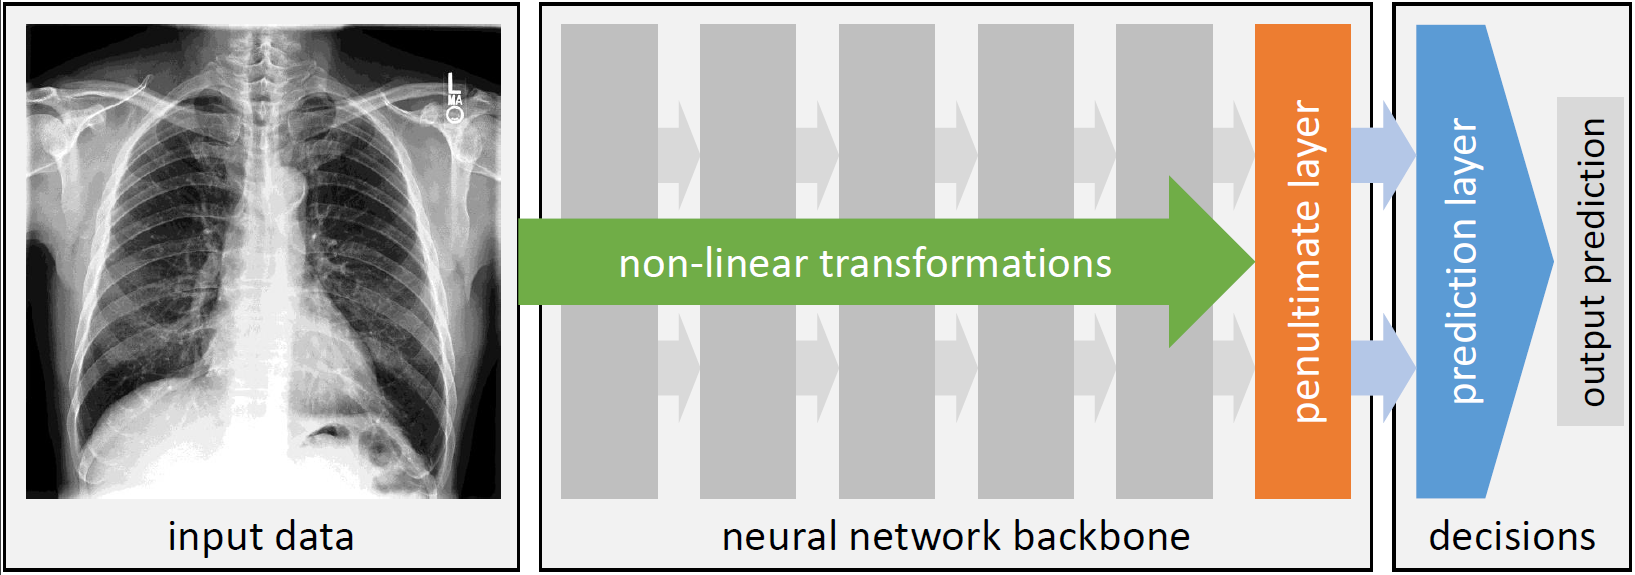 L
MA
input data
non-linear transformations
penultimate layer
neural network backbone
prediction layer
output prediction
decisions